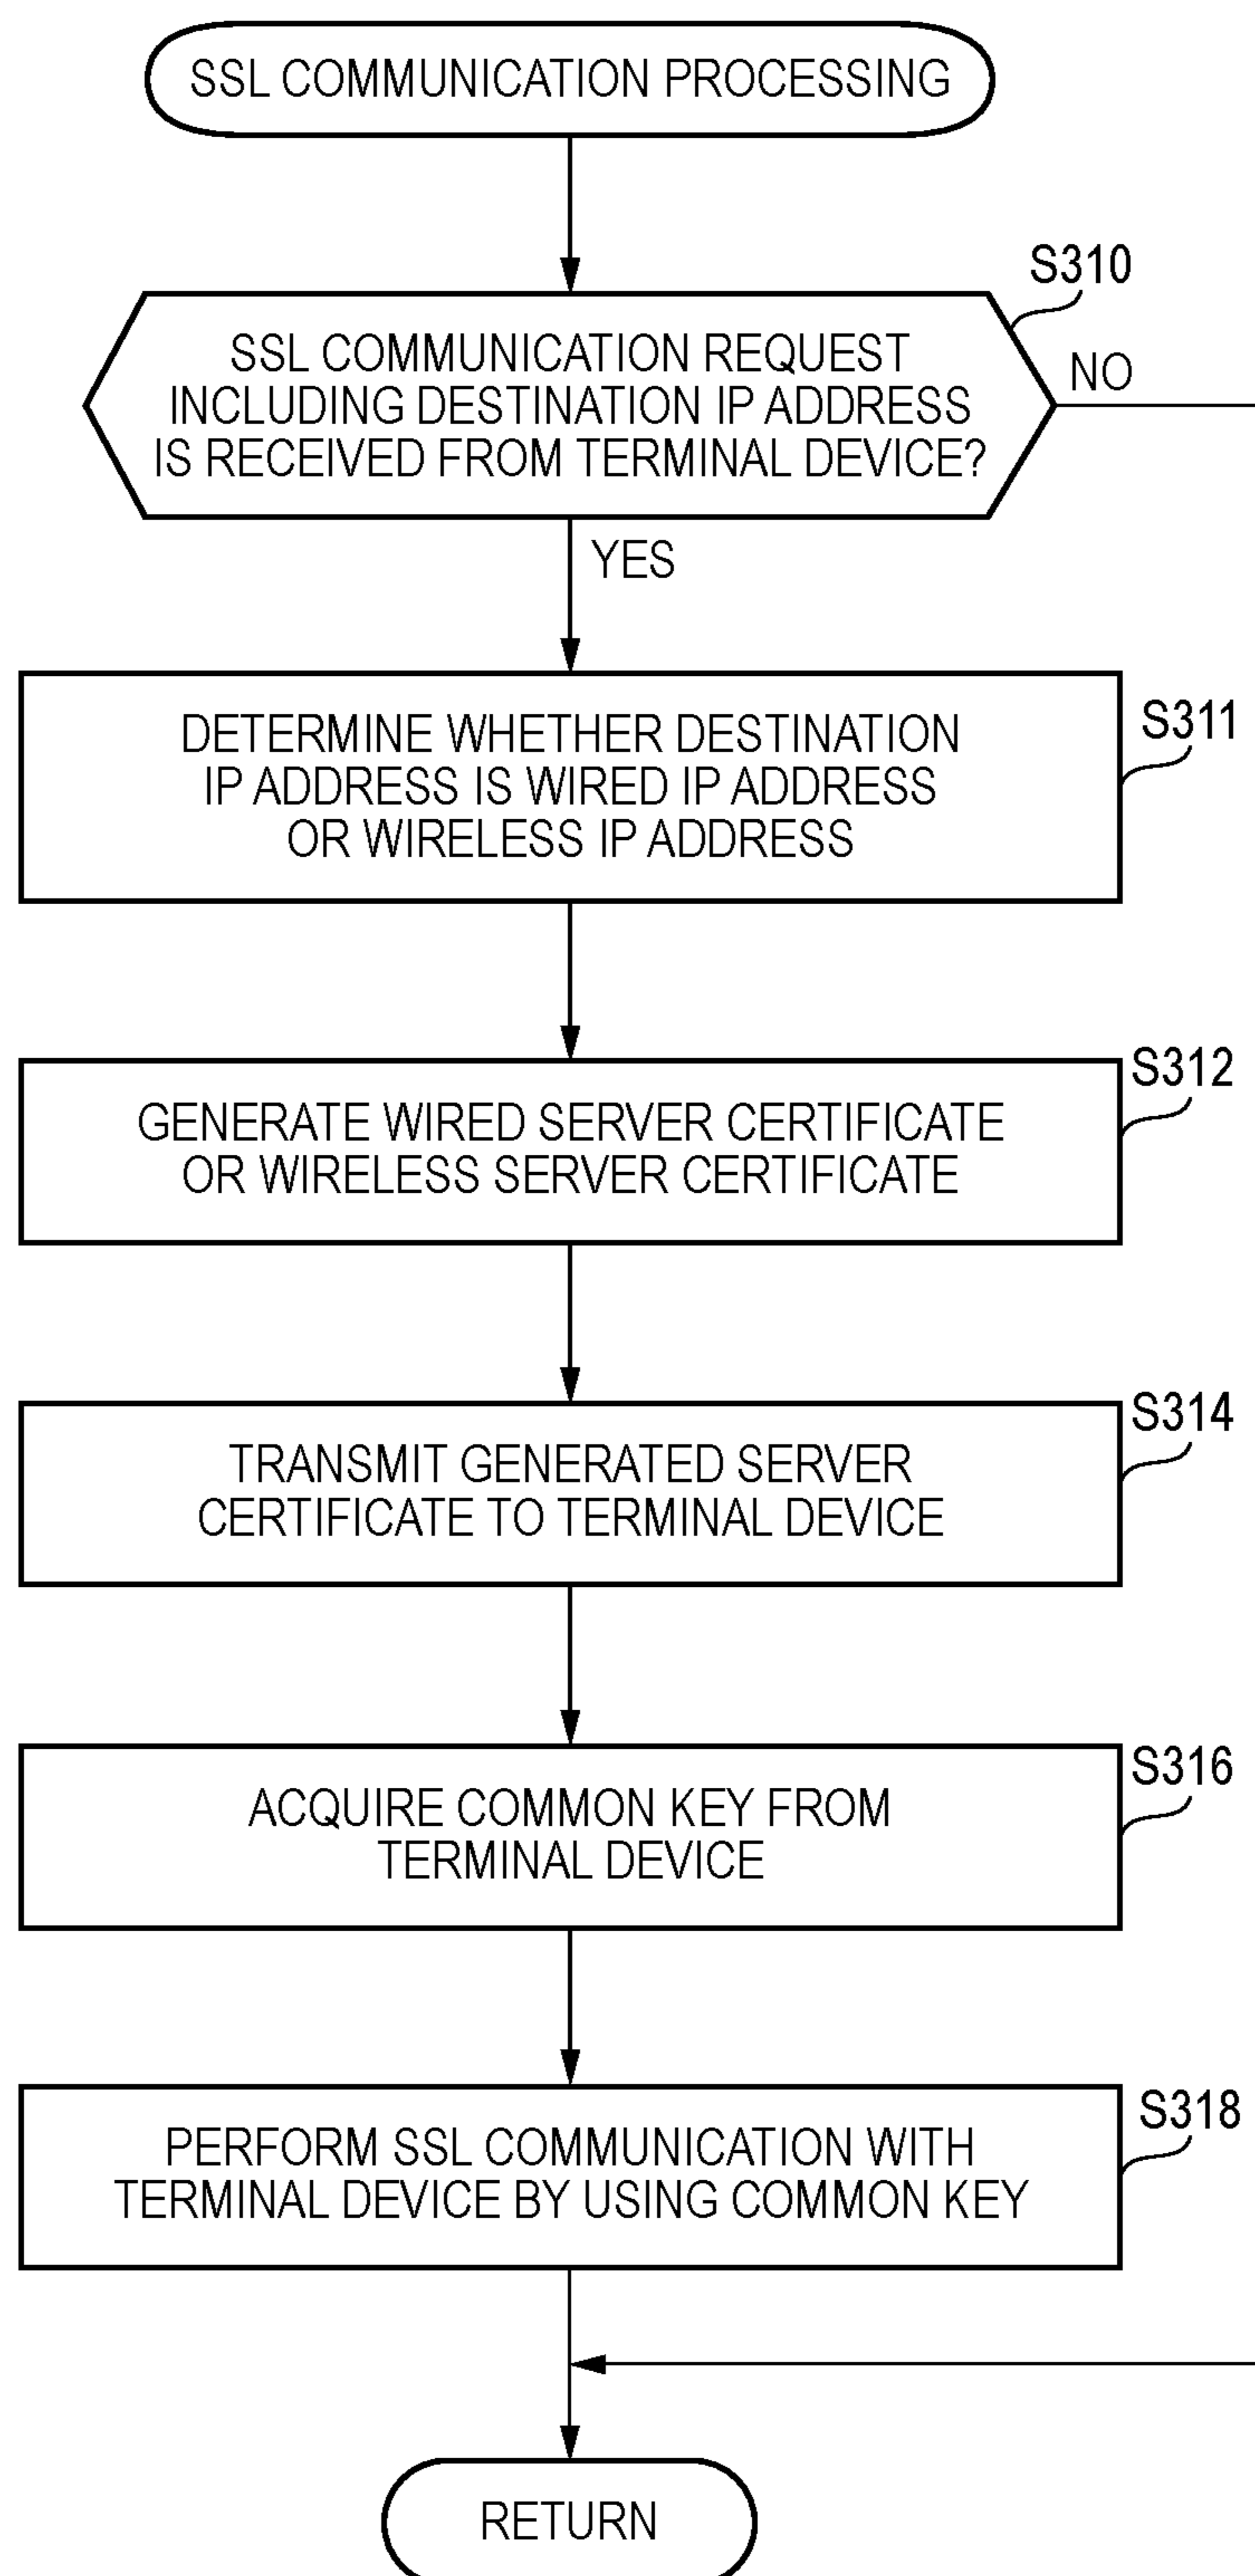 SSL COMMUNICATION PROCESSING
S310
SSL COMMUNICATION REQUEST
INCLUDING DESTINATION IP ADDRESS
IS RECEIVED FROM TERMINAL DEVICE?
NO
YES
S311
DETERMINE WHETHER DESTINATION
IP ADDRESS IS WIRED IP ADDRESS
OR WIRELESS IP ADDRESS
S312
GENERATE WIRED SERVER CERTIFICATE
OR WIRELESS SERVER CERTIFICATE
S314
TRANSMIT GENERATED SERVER
CERTIFICATE TO TERMINAL DEVICE
S316
ACQUIRE COMMON KEY FROM
TERMINAL DEVICE
S318
PERFORM SSL COMMUNICATION WITH
TERMINAL DEVICE BY USING COMMON KEY
RETURN